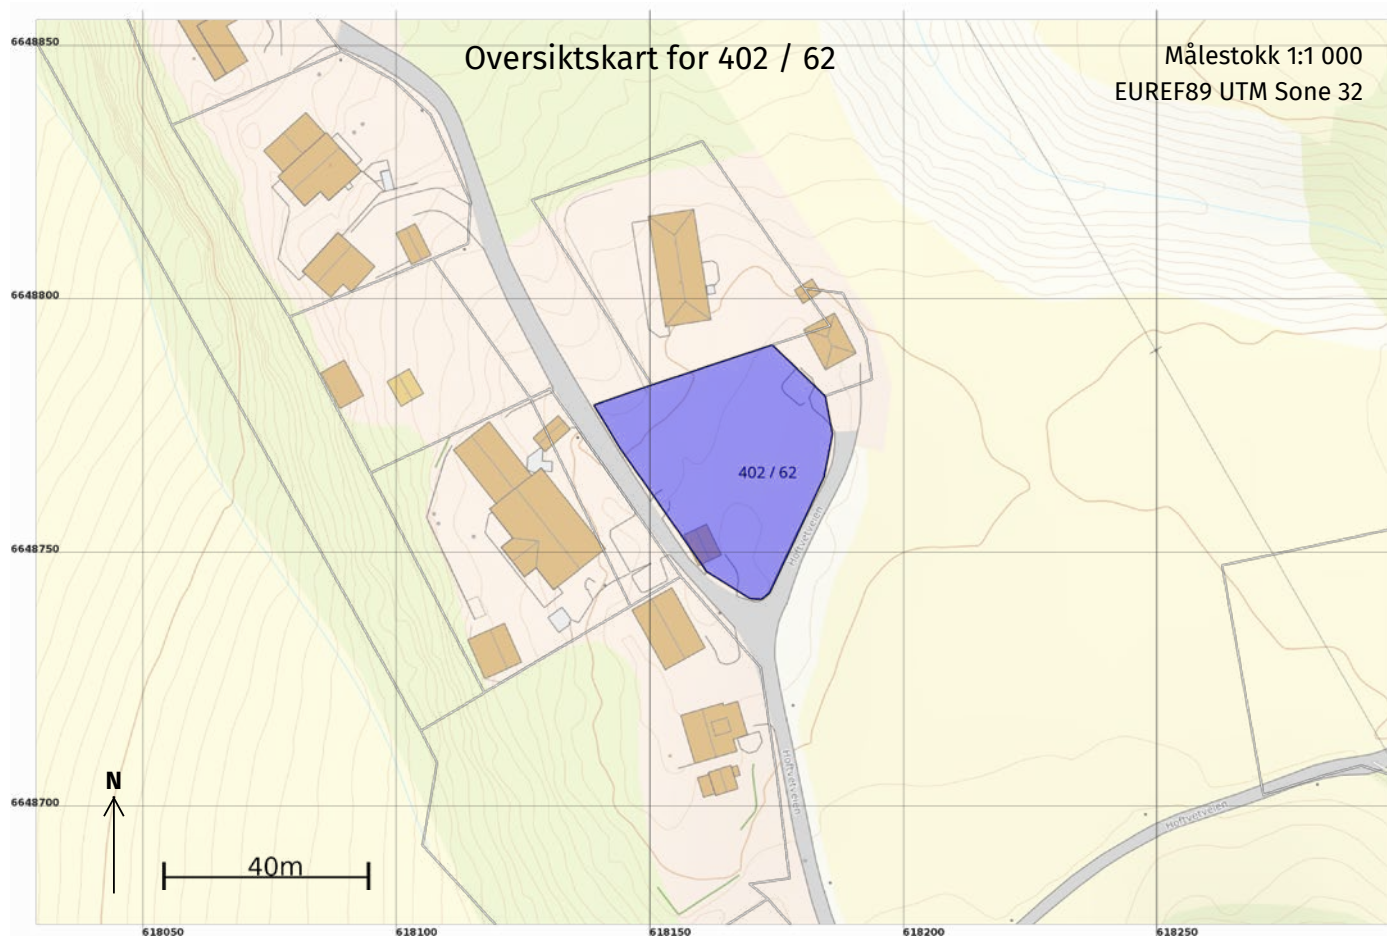 Oversiktskart for 402 / 62
Målestokk 1:1 000
EUREF89 UTM Sone 32
6648850
6648800
402 / 62
Hoftvetveien
6648750
Hoftvetveien
6648700
Hoftvetveien
N
40m
618050
618100
618150
618200
618250